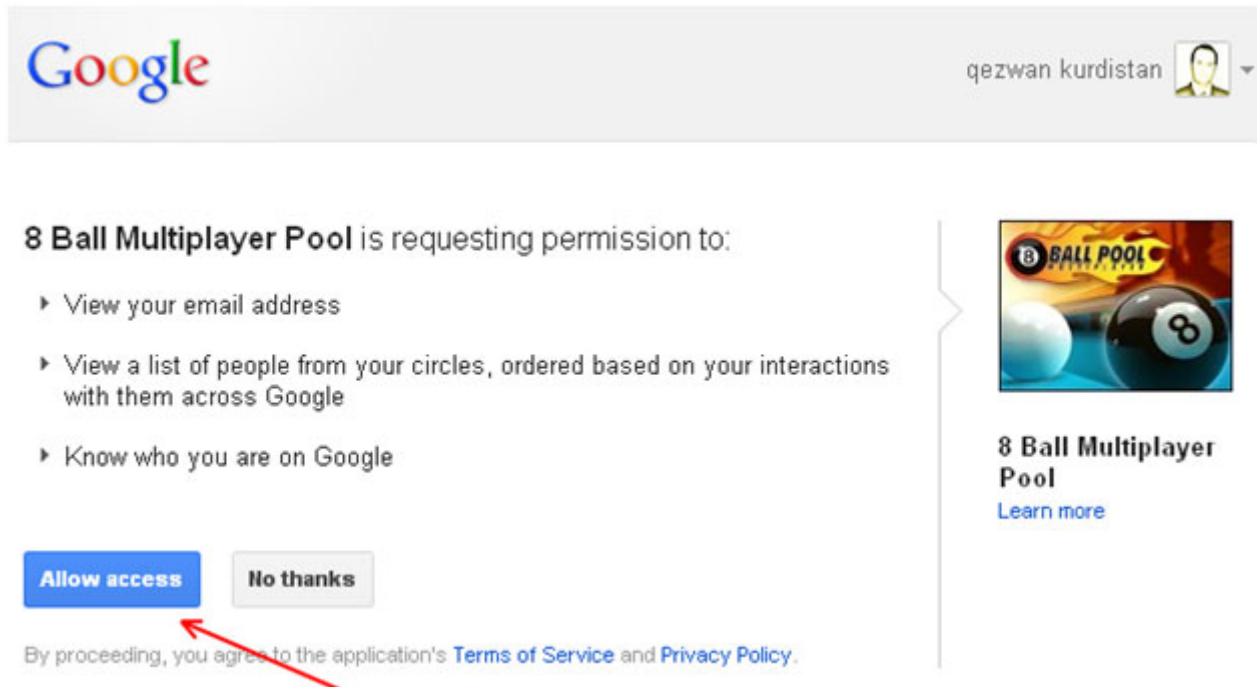 Google
qezwan kurdistan
8 Ball Multiplayer Pool is requesting permission to:
View your email address
View a list of people from your circles, ordered based on your interactions
with them across Google
Know who you are on Google
Allow access
No thanks
By proceeding, you agree to the application's Terms of Service and Privacy Policy.
8 BALL POOL
MULTIPLAYER
8
8 Ball Multiplayer
Pool
Learn more